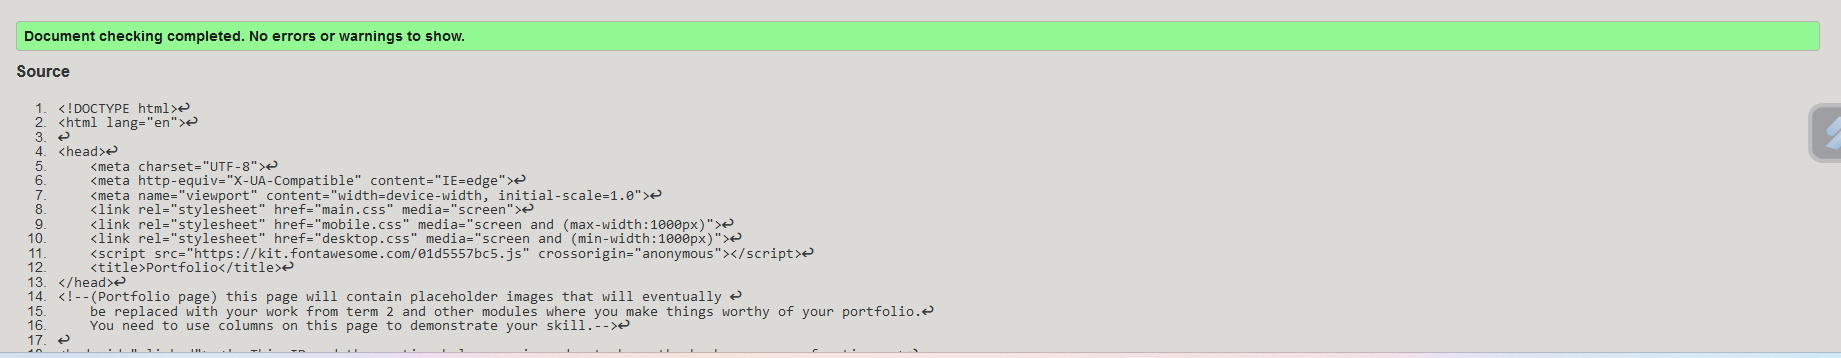 Document checking completed. No errors or warnings to show.
Source
1. <!DOCTYPE html>↩
2. <html lang="en">↩
3. ↩
4. <head>↩
5. <meta charset="UTF-8">↩
6. <meta http-equiv="X-UA-Compatible" content="IE=edge">↩
7. <meta name="viewport" content="width=device-width, initial-scale=1.0">↩
8. <link rel="stylesheet" href="main.css" media="screen">↩
9. <link rel="stylesheet" href="mobile.css" media="screen and (max-width:1000px)">↩
10. <link rel="stylesheet" href="desktop.css" media="screen and (min-width:1000px)">↩
11. <script src="https://kit.fontawesome.com/01d5557bc5.js" crossorigin="anonymous"></script>↩
12. <title>Portfolio</title>↩
13. </head>↩
14. <!--(Portfolio page) this page will contain placeholder images that will eventually ↩
15. be replaced with your work from term 2 and other modules where you make things worthy of your portfolio.↩
16. You need to use columns on this page to demonstrate your skill.-->↩
17. ↩